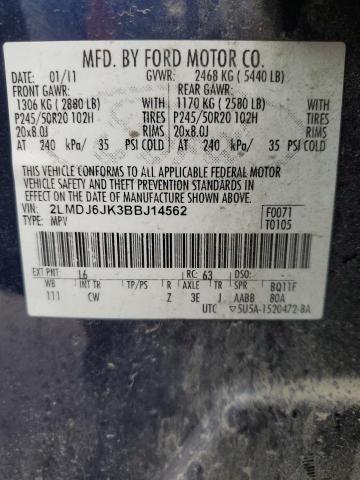 MFD. BY FORD MOTOR CO.
DATE: 01/11 GVWR: 2468 KG (5440 LB)
FRONT GAWR: REAR GAWR:
1306 KG (2880 LB) WITH 1170 KG (2580 LB) WITH
P245/50R20 102H TIRES P245/50R20 102H TIRES
20x8.0J RIMS 20x8.0J RIMS
AT 240 kPa/ 35 PSI COLD AT 240 kPa/ 35 PSI COLD
THIS VEHICLE CONFORMS TO ALL APPLICABLE FEDERAL MOTOR
VEHICLE SAFETY, BUMPER, AND THEFT PREVENTION STANDARDS
IN EFFECT ON THE DATE OF MANUFACTURE SHOWN ABOVE.
VIN: 2LMDJ6JK3BBJ14562 F0071
TYPE: MPV T0105
EXT PNT: L6 RC: 63 DSO:
WB INT TR TP/PS R AXLE TR SPR BQ11F
111 CW Z 3E J AABB 80A
UTC 5U5A-1520472-BA